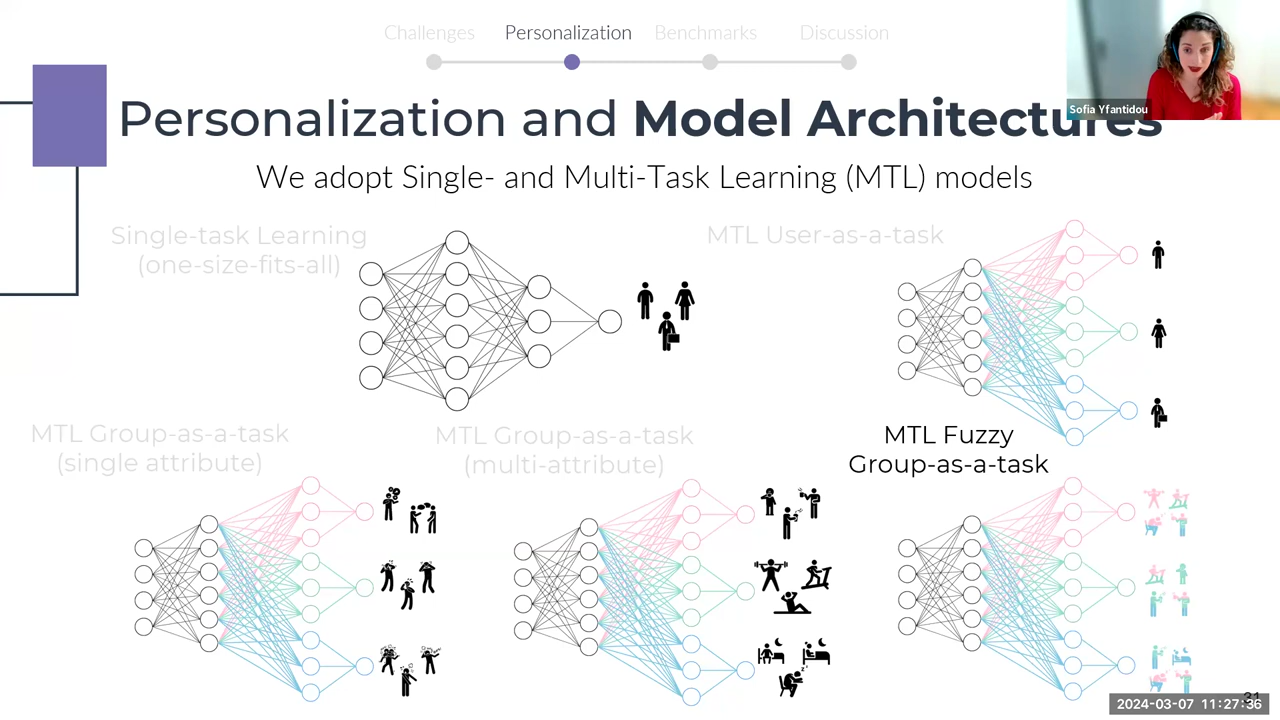 Challenges Personalization Benchmarks Discussion
Sofia Yfantidou
Personalization and Model Architectures
We adopt Single- and Multi-Task Learning (MTL) models
Single-task Learning
(one-size-fits-all)
MTL User-as-a-task
MTL Group-as-a-task
(single attribute)
MTL Group-as-a-task
(multi-attribute)
MTL Fuzzy
Group-as-a-task
31
2024-03-07 11:27:36